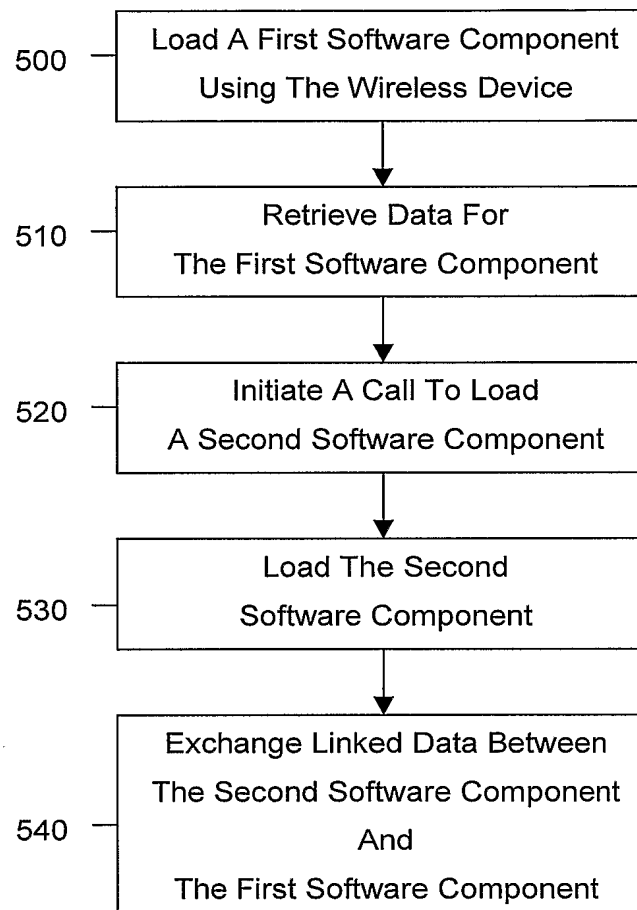 500
Load A First Software Component
Using The Wireless Device
510
Retrieve Data For
The First Software Component
520
Initiate A Call To Load
A Second Software Component
530
Load The Second
Software Component
540
Exchange Linked Data Between
The Second Software Component
And
The First Software Component